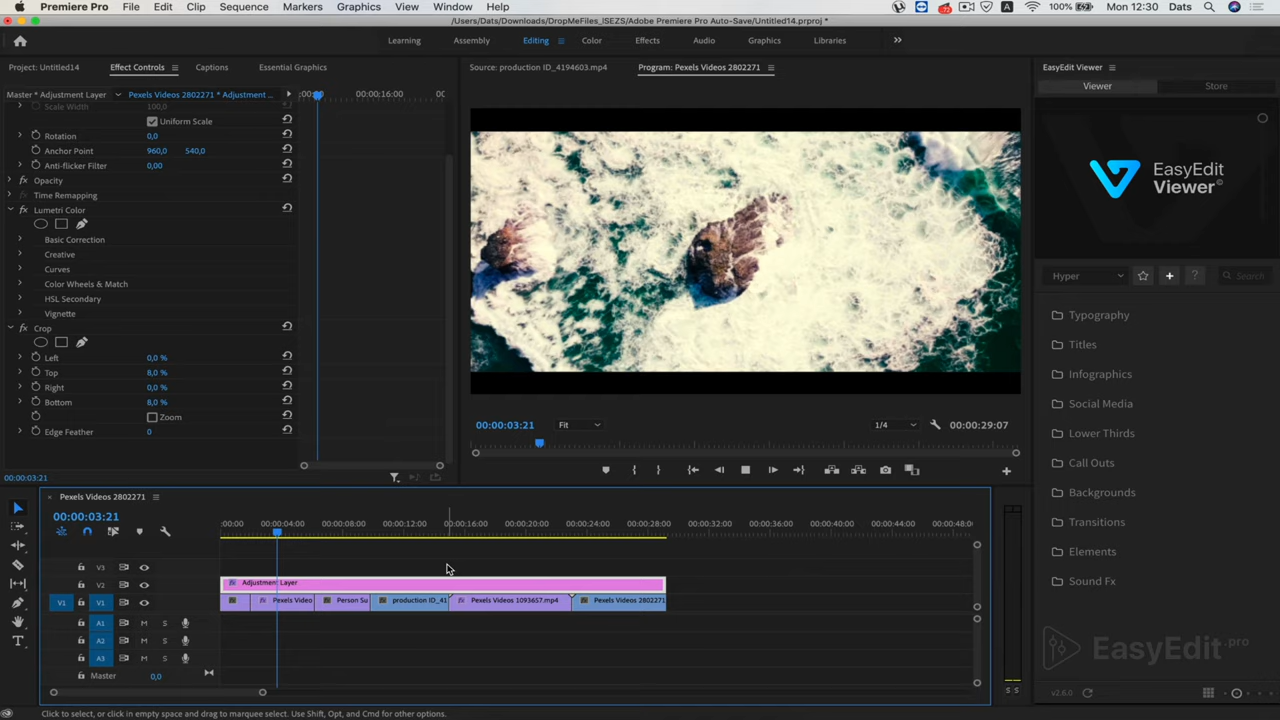 Premiere Pro File Edit Clip Sequence Markers Graphics View Window Help 100% A Mon 12:30 Dats
/Users/Dats/Downloads/DropMeFiles_ISEZS/Adobe Premiere Pro Auto-Save/Untitled14.prproj *
Learning Assembly Editing Color Effects Audio Graphics Libraries
Project: Untitled14 Effect Controls Captions Essential Graphics Source: production ID_4194603.mp4 Program: Pexels Videos 2802271 EasyEdit Viewer
Viewer Store
Master * Adjustment Layer Pexels Videos 2802271 * Adjustment ... 00:00:16:00
Scale Width 100,0
Uniform Scale
Rotation 0,0
Anchor Point 960,0 540,0
Anti-flicker Filter 0,00
fx Opacity
Time Remapping
fx Lumetri Color
Basic Correction
Creative
Curves
Color Wheels & Match
HSL Secondary
Vignette
fx Crop
Left 0,0 %
Top 8,0 %
Right 0,0 %
Bottom 8,0 %
Zoom
Edge Feather 0
00:00:03:21
00:00:03:21 Fit 1/4 00:00:29:07
EasyEdit
Viewer©
Hyper ? Search
Typography
Titles
Infographics
Social Media
Lower Thirds
Call Outs
Backgrounds
Transitions
Elements
Sound Fx
EasyEdit.pro
v2.6.0
Pexels Videos 2802271
00:00:03:21
:00:00 00:00:04:00 00:00:08:00 00:00:12:00 00:00:16:00 00:00:20:00 00:00:24:00 00:00:28:00 00:00:32:00 00:00:36:00 00:00:40:00 00:00:44:00 00:00:48:00
V3
V2 Adjustment Layer
V1 V1 Pexels Video Person Su production ID_41 Pexels Videos 1093657.mp4 Pexels Videos 2802271
A1 M S
A2 M S
A3 M S
Master 0,0
S S
Click to select, or click in empty space and drag to marquee select. Use Shift, Opt, and Cmd for other options.